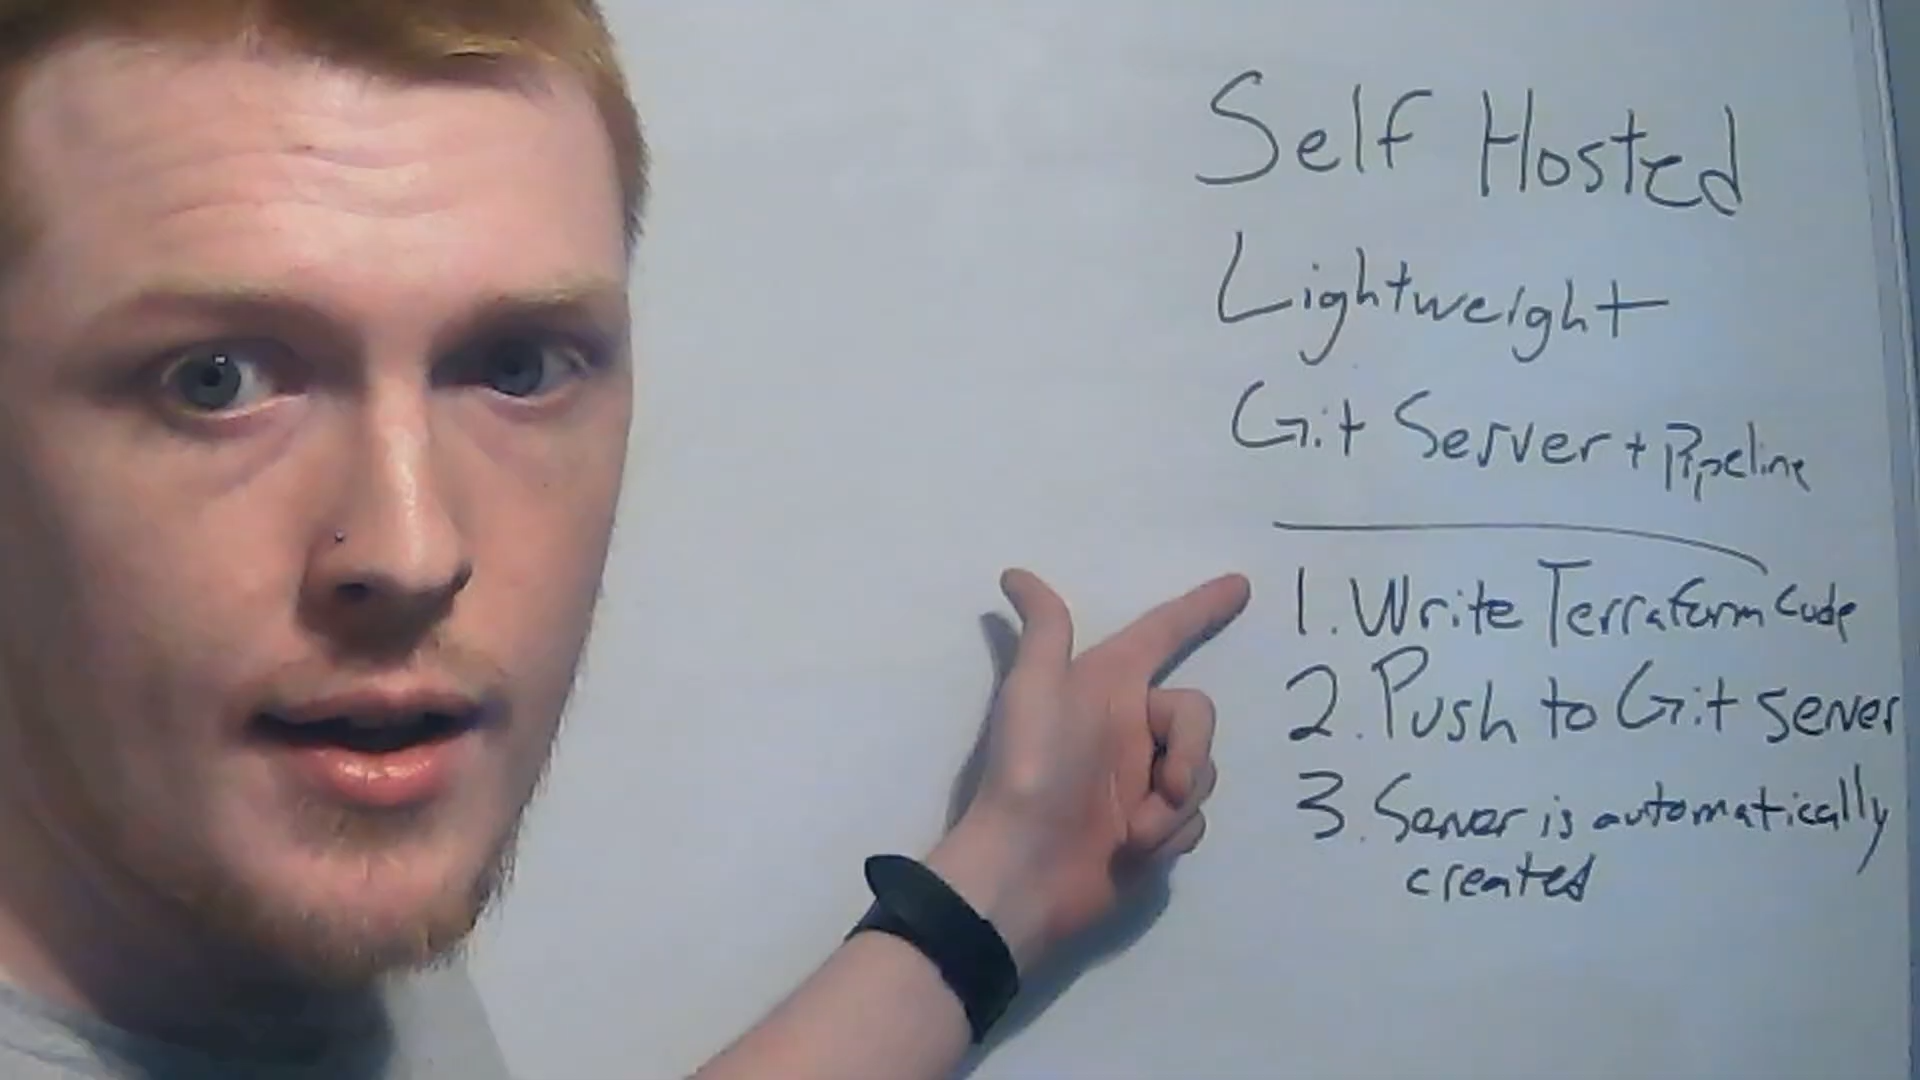 Self Hosted
Lightweight
Git Server + Pipeline
1. Write Terraform Code
2. Push to Git Server
3. Server is automatically
created